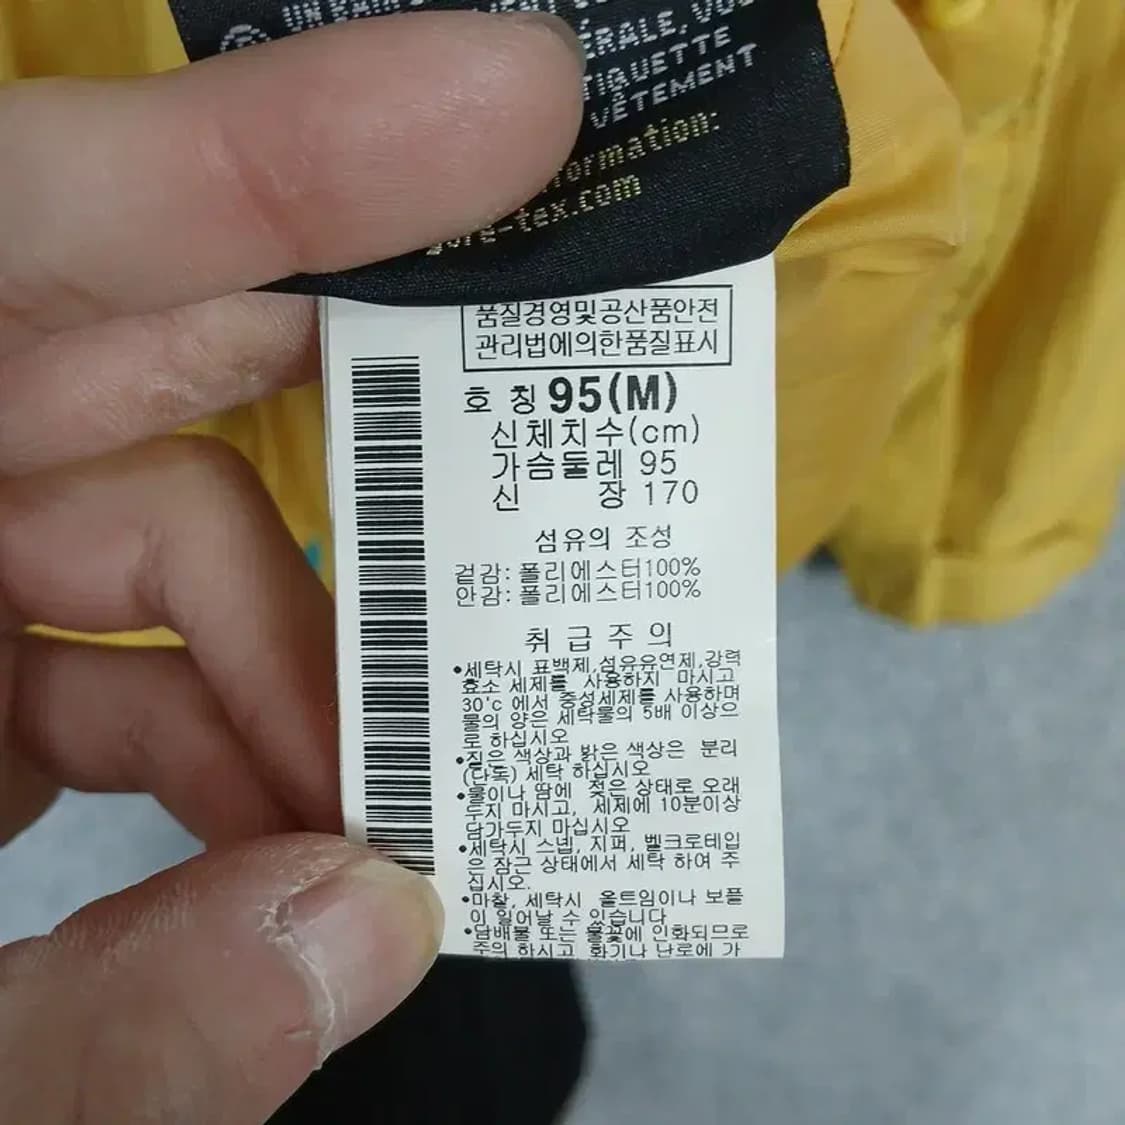 ÉRALE, VOU
TIQUETTE
VÊTEMENT
formation:
gore-tex.com
품질경영및공산품안전
관리법에의한품질표시
호 칭 95(M)
신체치수(cm)
가슴둘레 95
신 장 170
섬유의 조성
겉감: 폴리에스터100%
안감: 폴리에스터100%
취 급 주 의
•세탁시 표백제,섬유유연제,강력
효소 세제를 사용하지 마시고
30°c 에서 중성세제를 사용하며
물의 양은 세탁물의 5배 이상으
로 하십시오
•짙은 색상과 밝은 색상은 분리
(단독) 세탁 하십시오
•물이나 땀에 젖은 상태로 오래
두지 마시고, 세제에 10분이상
담가두지 마십시오
•세탁시 스냅, 지퍼, 벨크로테입
은 잠근 상태에서 세탁 하여 주
십시오.
•마찰, 세탁시 올트임이나 보풀
이 일어날 수 있습니다
•담배불 또는 불꽃에 인화되므로
주의 하시고 화기나 난로에 가